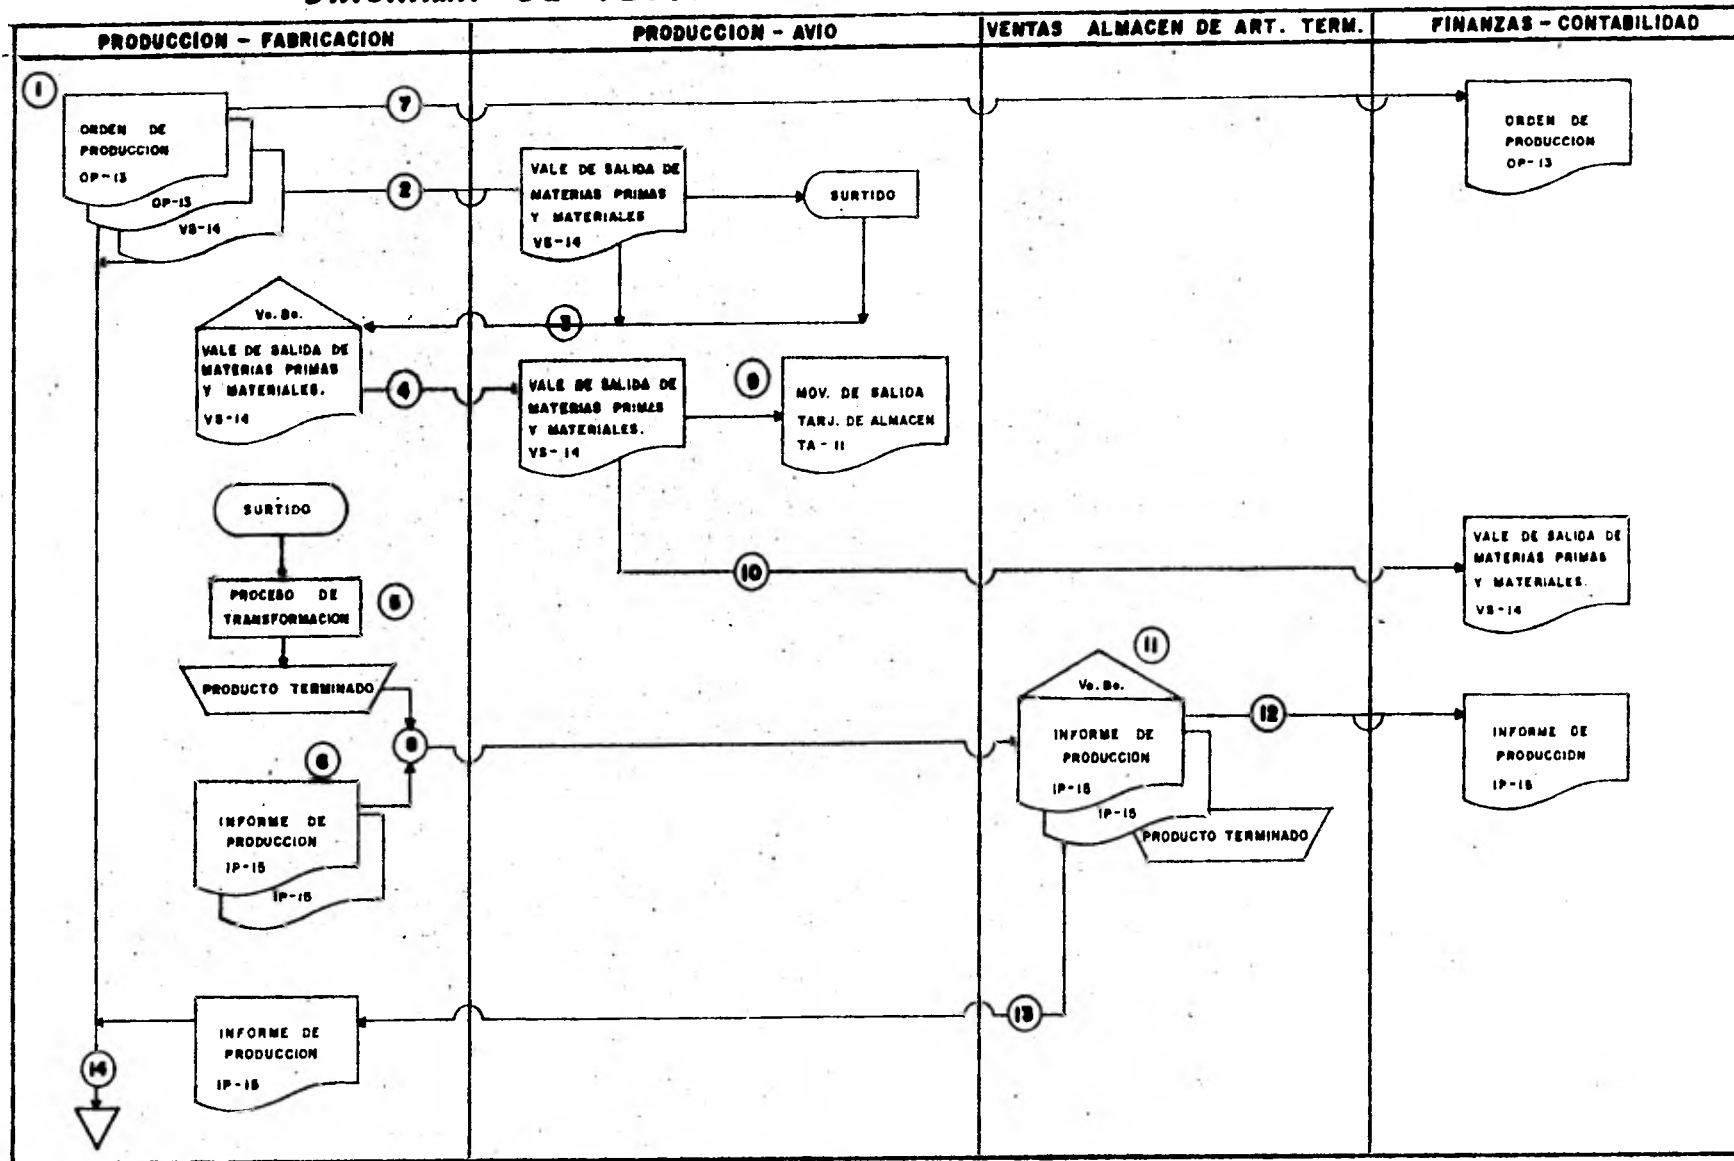 PRODUCCION - FABRICACION
PRODUCCION - AVIO
VENTAS ALMACEN DE ART. TERM.
FINANZAS - CONTABILIDAD
1
ORDEN DE
PRODUCCION
OP-13
OP-13
VS-14
7
2
VALE DE SALIDA DE
MATERIAS PRIMAS
Y MATERIALES
VS-14
SURTIDO
ORDEN DE
PRODUCCION
OP-13
Vo. Bo.
VALE DE SALIDA DE
MATERIAS PRIMAS
Y MATERIALES.
VS-14
3
4
VALE DE SALIDA DE
MATERIAS PRIMAS
Y MATERIALES.
VS-14
9
MOV. DE SALIDA
TARJ. DE ALMACEN
TA-11
SURTIDO
PROCESO DE
TRANSFORMACION
5
PRODUCTO TERMINADO
10
VALE DE SALIDA DE
MATERIAS PRIMAS
Y MATERIALES.
VS-14
8
6
INFORME DE
PRODUCCION
IP-15
IP-15
11
Vo. Bo.
INFORME DE
PRODUCCION
IP-15
IP-15
PRODUCTO TERMINADO
12
INFORME DE
PRODUCCION
IP-15
13
INFORME DE
PRODUCCION
IP-15
14